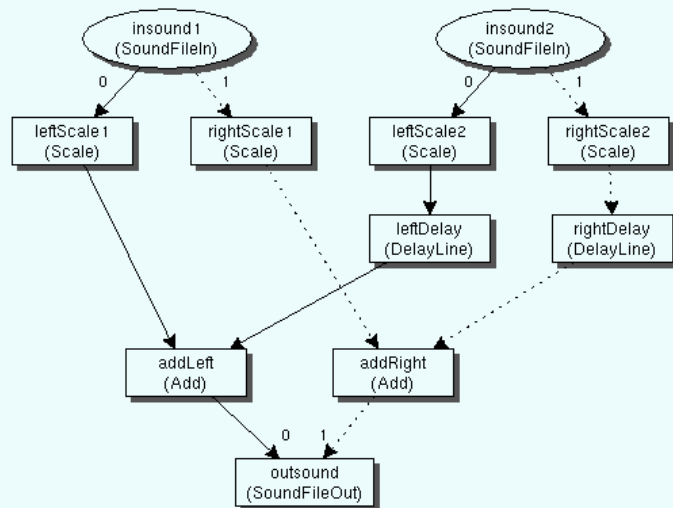 insound1
(SoundFileIn)
insound2
(SoundFileIn)
0
1
0
1
leftScale1
(Scale)
rightScale1
(Scale)
leftScale2
(Scale)
rightScale2
(Scale)
leftDelay
(DelayLine)
rightDelay
(DelayLine)
addLeft
(Add)
addRight
(Add)
0
1
outsound
(SoundFileOut)